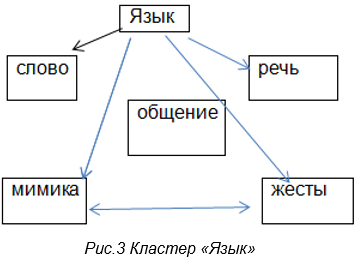 Язык
слово
речь
общение
мимика
жесты
Рис.3 Кластер «Язык»